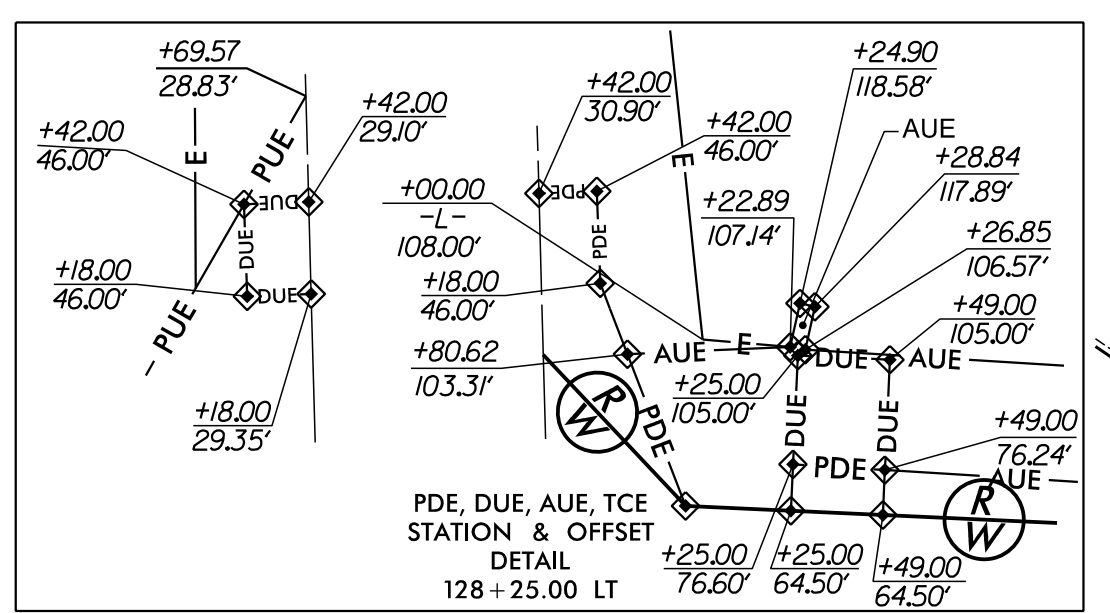 +69.57
28.83'
+42.00
46.00'
+42.00
29.10'
E
PUE
DUE
DUE
+18.00
46.00'
DUE
PUE
+18.00
29.35'
+42.00
30.90'
+42.00
46.00'
+24.90
118.58'
AUE
+28.84
117.89'
E
+00.00
-L-
108.00'
PDE
PDE
+22.89
107.14'
+26.85
106.57'
+18.00
46.00'
+49.00
105.00'
+80.62
103.31'
AUE
E
DUE
AUE
+25.00
105.00'
R
W
PDE
DUE
DUE
+49.00
76.24'
PDE
AUE
R
W
PDE, DUE, AUE, TCE
STATION & OFFSET
DETAIL
128+25.00 LT
+25.00
76.60'
+25.00
64.50'
+49.00
64.50'